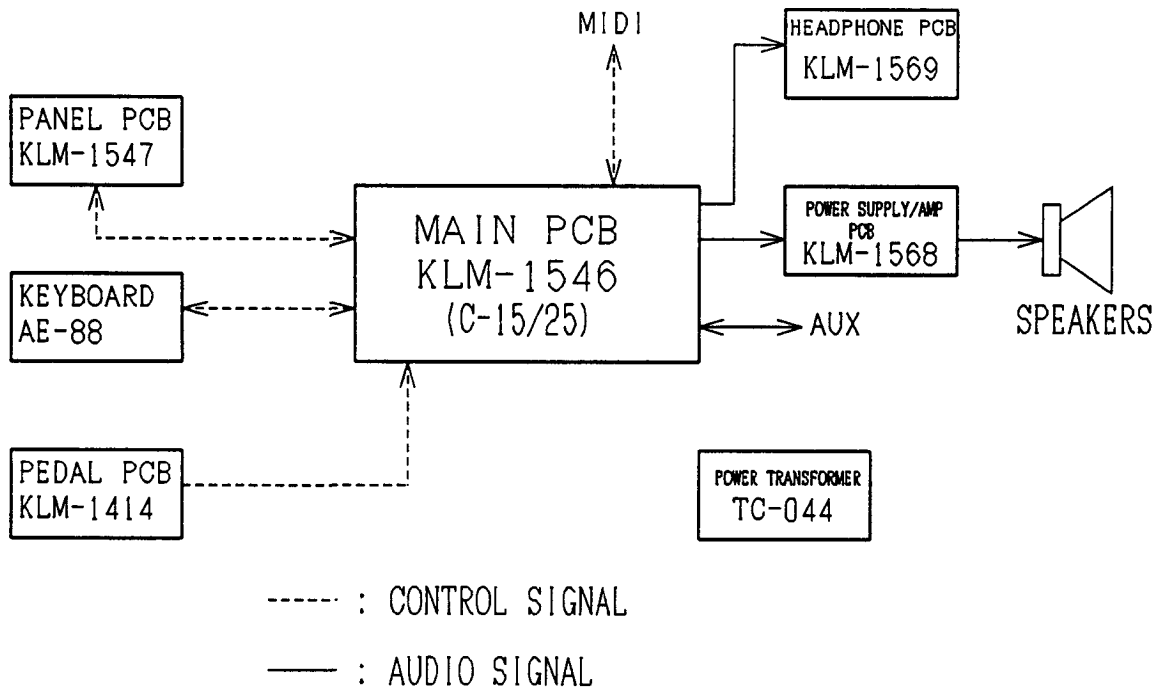 MIDI
HEADPHONE PCB
KLM-1569
PANEL PCB
KLM-1547
MAIN PCB
KLM-1546
(C-15/25)
POWER SUPPLY/AMP
PCB
KLM-1568
SPEAKERS
KEYBOARD
AE-88
AUX
PEDAL PCB
KLM-1414
POWER TRANSFORMER
TC-044
: CONTROL SIGNAL
: AUDIO SIGNAL